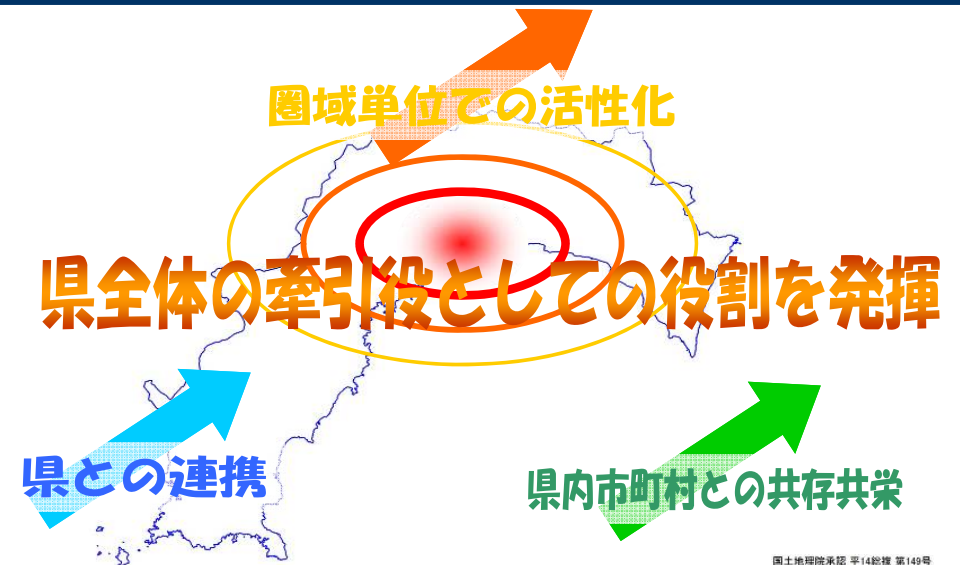 圏域単位での活性化
県全体の牽引役としての役割を発揮
県との連携
県内市町村との共存共栄
国土地理院承認 平14総複 第149号